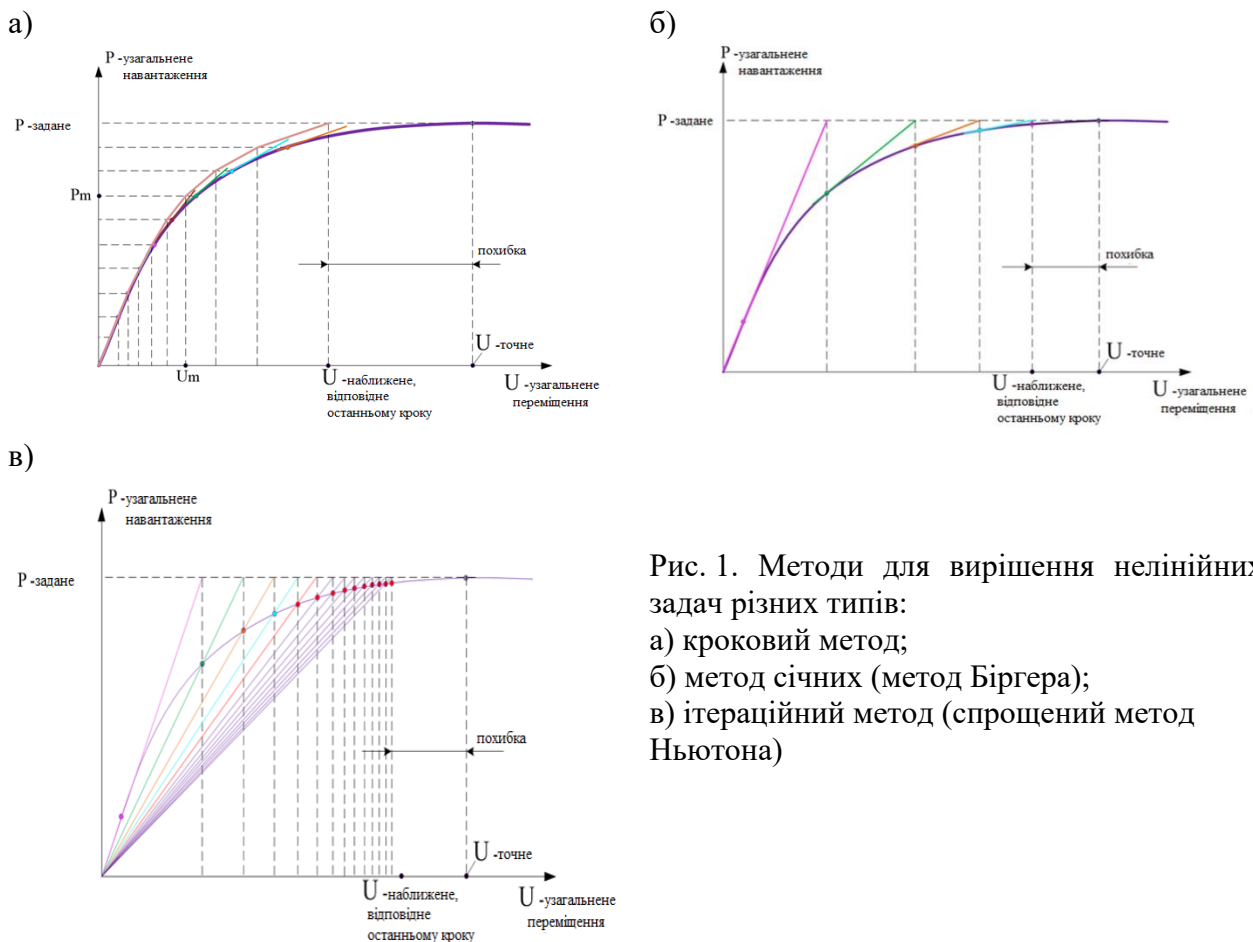 а)
P -узагальнене
навантаження
P -задане
Pm
похибка
U -точне
Um
U -наближене,
відповідне
останньому кроку
U -узагальнене
переміщення
б)
P -узагальнене
навантаження
P -задане
похибка
U -точне
U -наближене,
відповідне
останньому кроку
U -узагальнене
переміщення
в)
P -узагальнене
навантаження
P -задане
похибка
U -точне
U -наближене,
відповідне
останньому кроку
U -узагальнене
переміщення
Рис. 1. Методи для вирішення нелінійних
задач різних типів:
а) кроковий метод;
б) метод січних (метод Біргера);
в) ітераційний метод (спрощений метод
Ньютона)